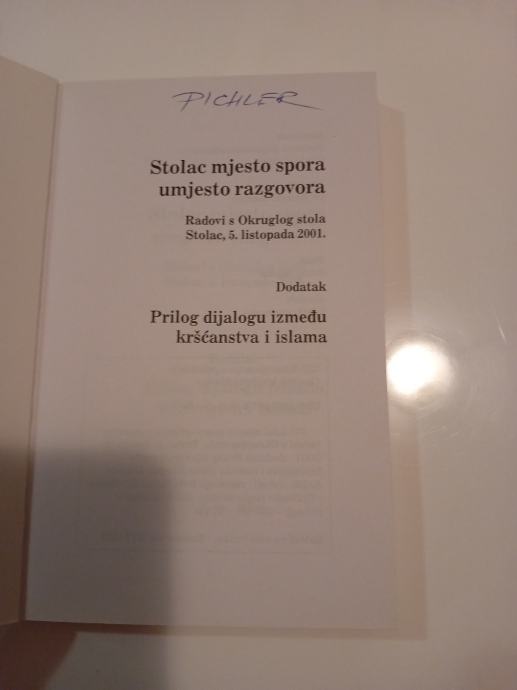 PICHLER
Stolac mjesto spora
umjesto razgovora
Radovi s Okruglog stola
Stolac, 5. listopada 2001.
Dodatak
Prilog dijalogu između
kršćanstva i islama